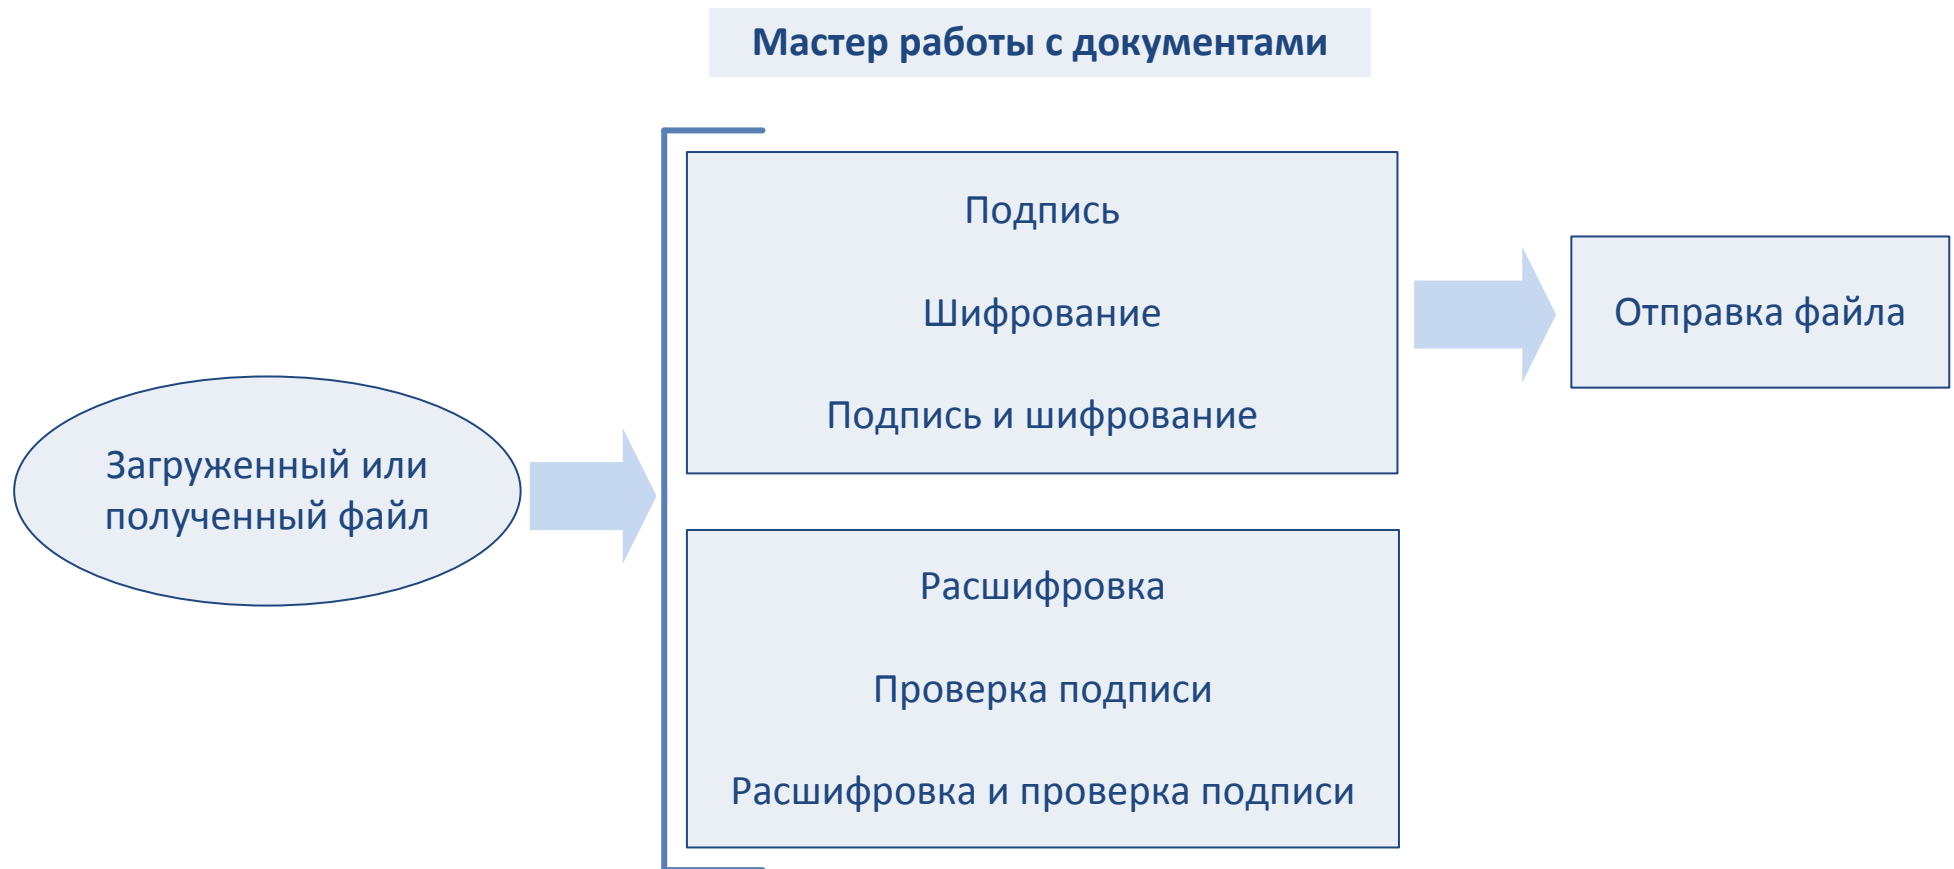 Мастер работы с документами
Загруженный или
полученный файл
Подпись
Шифрование
Подпись и шифрование
Расшифровка
Проверка подписи
Расшифровка и проверка подписи
Отправка файла